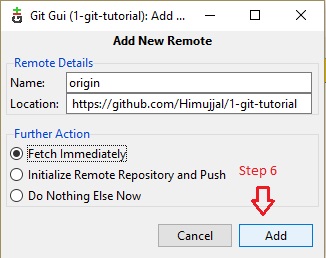 Git Gui (1-git-tutorial): Add ...
Add New Remote
Remote Details
Name: origin
Location: https://github.com/Himujjal/1-git-tutorial
Further Action
Fetch Immediately
Initialize Remote Repository and Push
Do Nothing Else Now
Step 6
Cancel Add